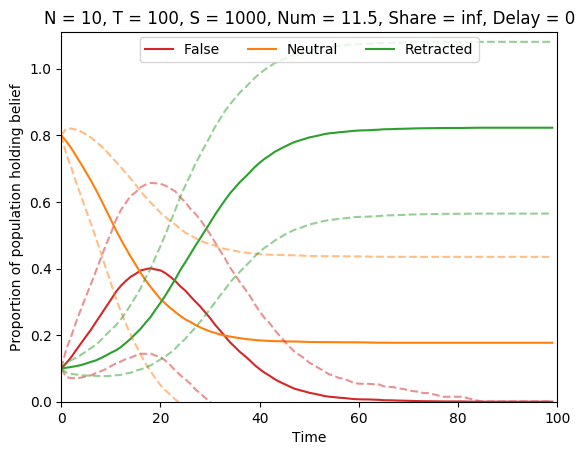 N = 10, T = 100, S = 1000, Num = 11.5, Share = inf, Delay = 0
False Neutral Retracted
Proportion of population holding belief
1.0
0.8
0.6
0.4
0.2
0.0
0 20 40 60 80 100
Time